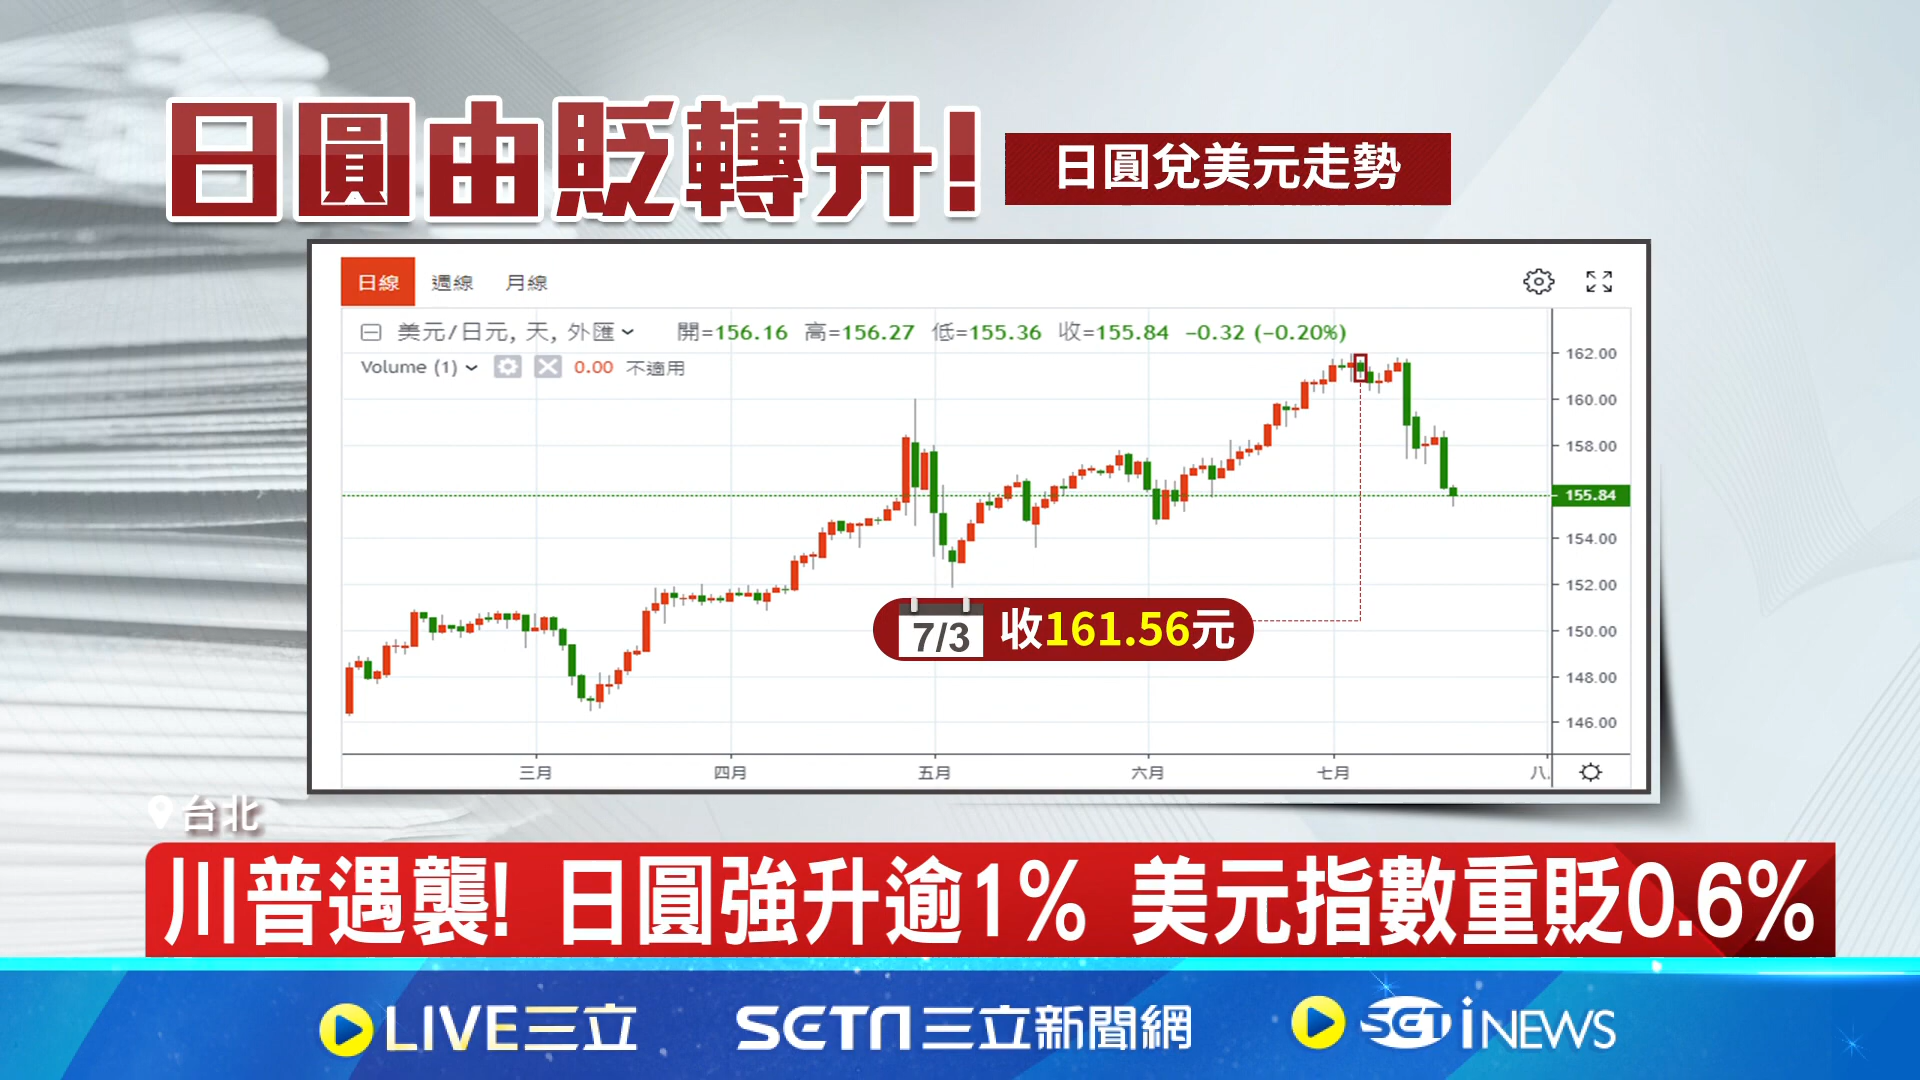 日圓由貶轉升!
日圓兌美元走勢
日線 週線 月線
美元/日元, 天, 外匯 開=156.16 高=156.27 低=155.36 收=155.84 −0.32 (−0.20%)
Volume (1) 0.00 不適用
162.00
160.00
158.00
155.84
154.00
152.00
150.00
148.00
146.00
7/3 收161.56元
三月 四月 五月 六月 七月 八.
台北
川普遇襲! 日圓強升逾1% 美元指數重貶0.6%
LIVE三立 SETN三立新聞網 SETiNEWS